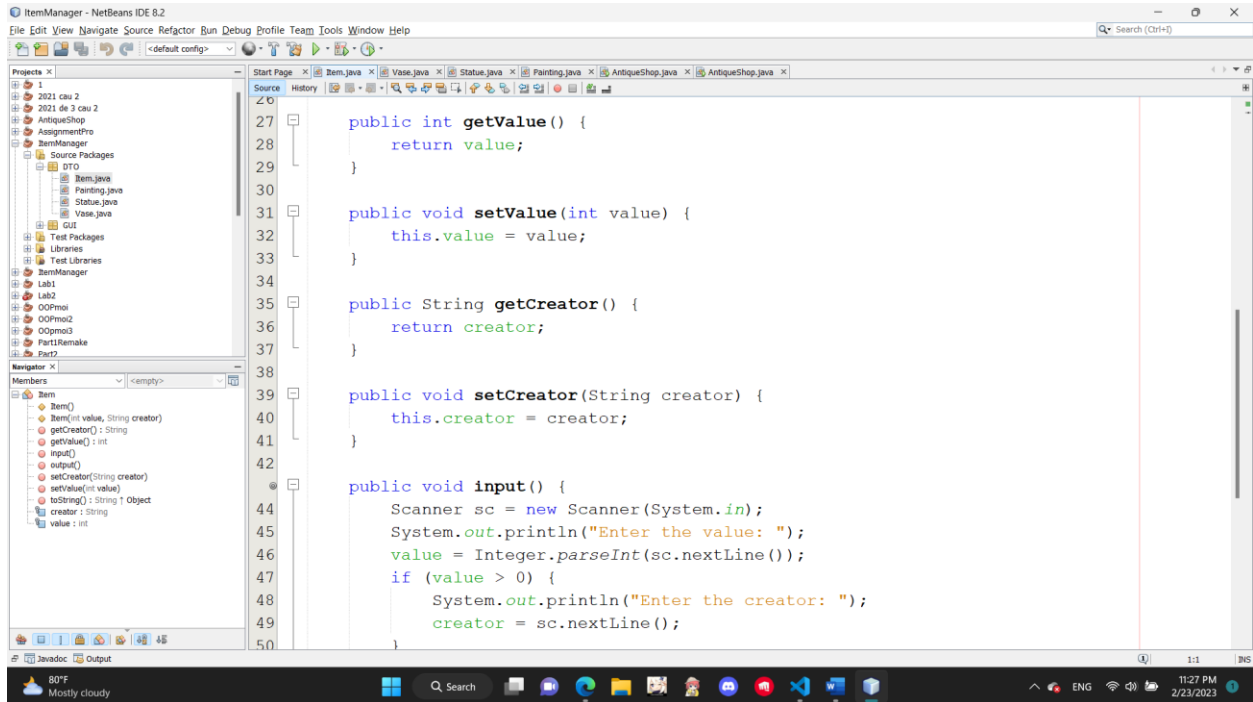 ItemManager - NetBeans IDE 8.2
File Edit View Navigate Source Refactor Run Debug Profile Team Tools Window Help
Search (Ctrl+I)
<default config>
Projects
Start Page Item.java Vase.java Statue.java Painting.java AntiqueShop.java AntiqueShop.java
Source History
1
2021 cau 2
2021 de 3 cau 2
AntiqueShop
AssignmentPro
ItemManager
Source Packages
DTO
Item.java
Painting.java
Statue.java
Vase.java
GUI
Test Packages
Libraries
Test Libraries
ItemManager
Lab1
Lab2
OOPmoi
OOPmoi2
OOpmoi3
Part1Remake
Part2
Navigator
Members <empty>
Item
Item()
Item(int value, String creator)
getCreator() : String
getValue() : int
input()
output()
setCreator(String creator)
setValue(int value)
toString() : String ↑ Object
creator : String
value : int
26
27 public int getValue() {
28 return value;
29 }
30
31 public void setValue(int value) {
32 this.value = value;
33 }
34
35 public String getCreator() {
36 return creator;
37 }
38
39 public void setCreator(String creator) {
40 this.creator = creator;
41 }
42
public void input() {
44 Scanner sc = new Scanner(System.in);
45 System.out.println("Enter the value: ");
46 value = Integer.parseInt(sc.nextLine());
47 if (value > 0) {
48 System.out.println("Enter the creator: ");
49 creator = sc.nextLine();
50 }
Javadoc Output
1:1 INS
80°F
Mostly cloudy
Search
ENG
11:27 PM
2/23/2023
1